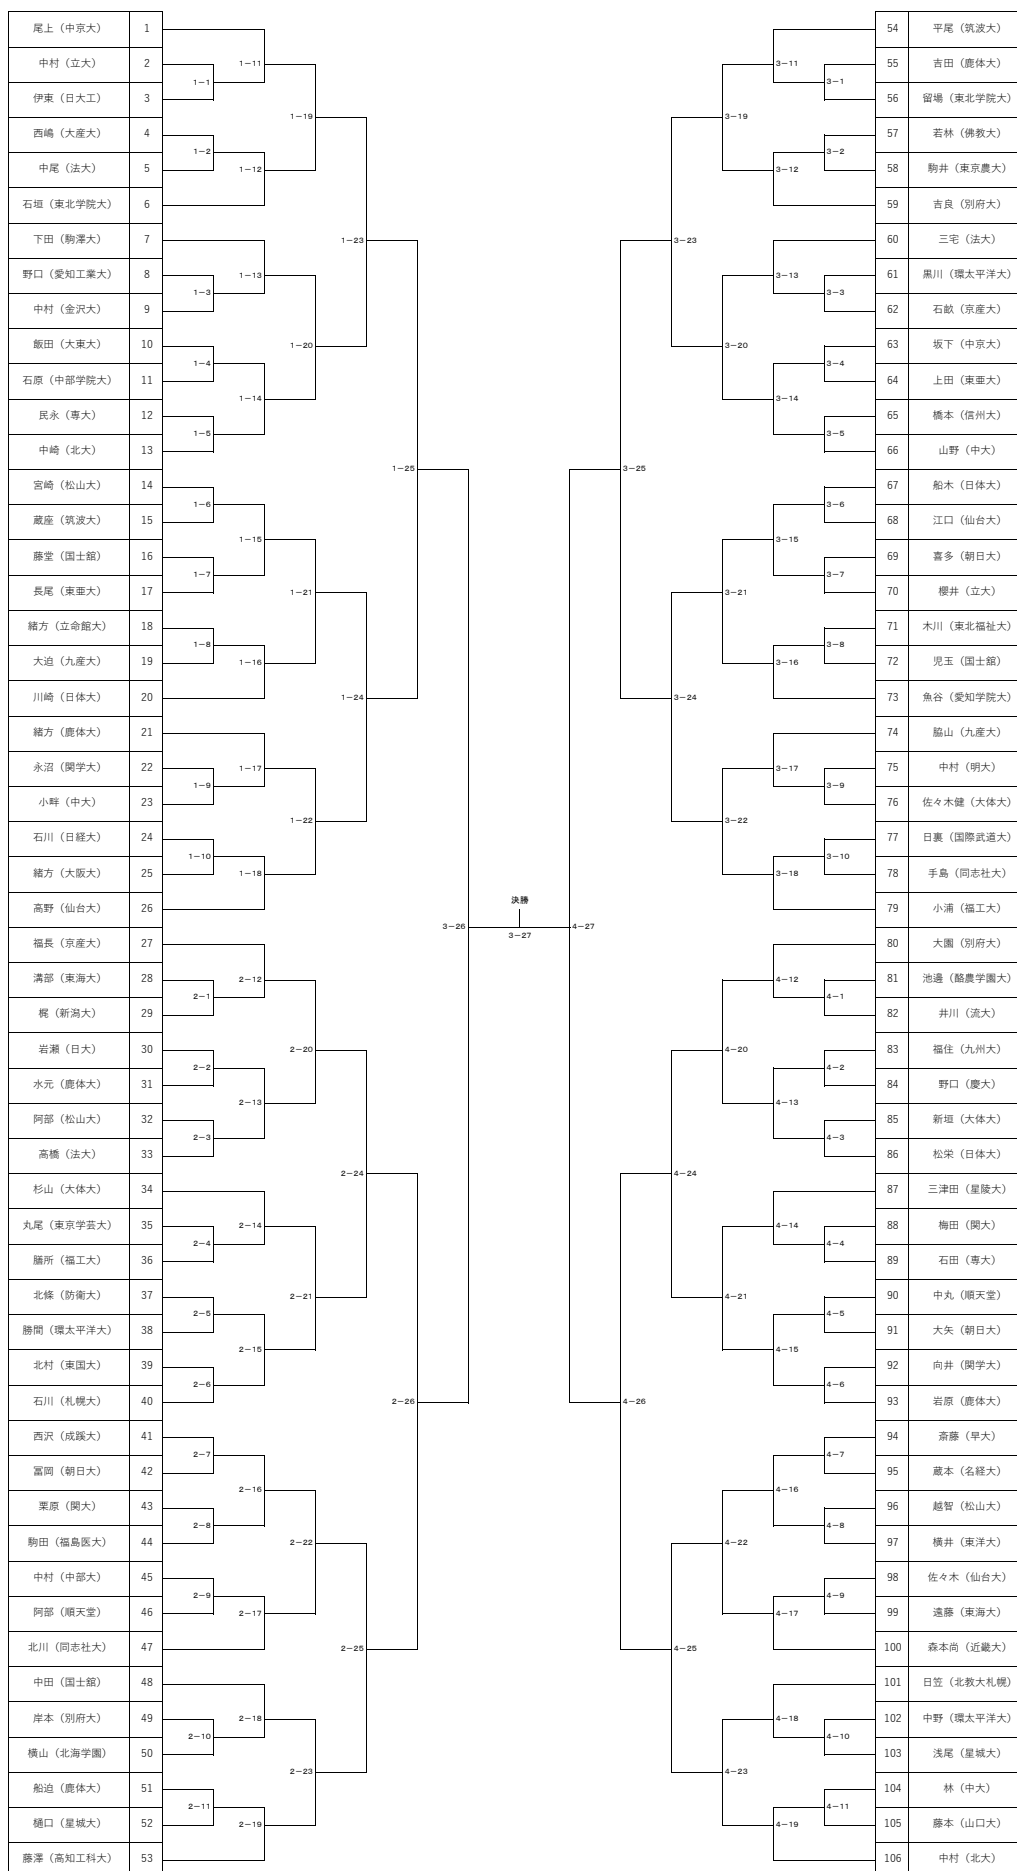 尾上（中京大） 1
中村（立大） 2
伊東（日大工） 3
西嶋（大産大） 4
中尾（法大） 5
石垣（東北学院大） 6
下田（駒澤大） 7
野口（愛知工業大） 8
中村（金沢大） 9
飯田（大東大） 10
石原（中部学院大） 11
民永（専大） 12
中崎（北大） 13
宮崎（松山大） 14
蔵座（筑波大） 15
藤堂（国士舘） 16
長尾（東亜大） 17
緒方（立命館大） 18
大迫（九産大） 19
川崎（日体大） 20
緒方（鹿体大） 21
永沼（関学大） 22
小畔（中大） 23
石川（日経大） 24
緒方（大阪大） 25
高野（仙台大） 26
福長（京産大） 27
溝部（東海大） 28
梶（新潟大） 29
岩瀬（日大） 30
水元（鹿体大） 31
阿部（松山大） 32
高橋（法大） 33
杉山（大体大） 34
丸尾（東京学芸大） 35
膳所（福工大） 36
北條（防衛大） 37
勝間（環太平洋大） 38
北村（東国大） 39
石川（札幌大） 40
西沢（成蹊大） 41
冨岡（朝日大） 42
栗原（関大） 43
駒田（福島医大） 44
中村（中部大） 45
阿部（順天堂） 46
北川（同志社大） 47
中田（国士舘） 48
岸本（別府大） 49
横山（北海学園） 50
船迫（鹿体大） 51
樋口（星城大） 52
藤澤（高知工科大） 53
1－1
1－2
1－3
1－4
1－5
1－6
1－7
1－8
1－9
1－10
2－1
2－2
2－3
2－4
2－5
2－6
2－7
2－8
2－9
2－10
2－11
1－11
1－12
1－13
1－14
1－15
1－16
1－17
1－18
2－12
2－13
2－14
2－15
2－16
2－17
2－18
2－19
1－19
1－20
1－21
1－22
2－20
2－21
2－22
2－23
1－23
1－24
2－24
2－25
1－25
2－26
3－26
決勝
3－27
4－27
3－25
4－26
3－23
3－24
4－24
4－25
3－19
3－20
3－21
3－22
4－20
4－21
4－22
4－23
3－11
3－12
3－13
3－14
3－15
3－16
3－17
3－18
4－12
4－13
4－14
4－15
4－16
4－17
4－18
4－19
3－1
3－2
3－3
3－4
3－5
3－6
3－7
3－8
3－9
3－10
4－1
4－2
4－3
4－4
4－5
4－6
4－7
4－8
4－9
4－10
4－11
54 平尾（筑波大）
55 吉田（鹿体大）
56 留場（東北学院大）
57 若林（佛教大）
58 駒井（東京農大）
59 吉良（別府大）
60 三宅（法大）
61 黒川（環太平洋大）
62 石畝（京産大）
63 坂下（中京大）
64 上田（東亜大）
65 橋本（信州大）
66 山野（中大）
67 船木（日体大）
68 江口（仙台大）
69 喜多（朝日大）
70 櫻井（立大）
71 木川（東北福祉大）
72 児玉（国士舘）
73 魚谷（愛知学院大）
74 脇山（九産大）
75 中村（明大）
76 佐々木健（大体大）
77 日裏（国際武道大）
78 手島（同志社大）
79 小浦（福工大）
80 大園（別府大）
81 池邊（酪農学園大）
82 井川（流大）
83 福住（九州大）
84 野口（慶大）
85 新垣（大体大）
86 松栄（日体大）
87 三津田（星陵大）
88 梅田（関大）
89 石田（専大）
90 中丸（順天堂）
91 大矢（朝日大）
92 向井（関学大）
93 岩原（鹿体大）
94 斎藤（早大）
95 蔵本（名経大）
96 越智（松山大）
97 横井（東洋大）
98 佐々木（仙台大）
99 遠藤（東海大）
100 森本尚（近畿大）
101 日笠（北教大札幌）
102 中野（環太平洋大）
103 浅尾（星城大）
104 林（中大）
105 藤本（山口大）
106 中村（北大）